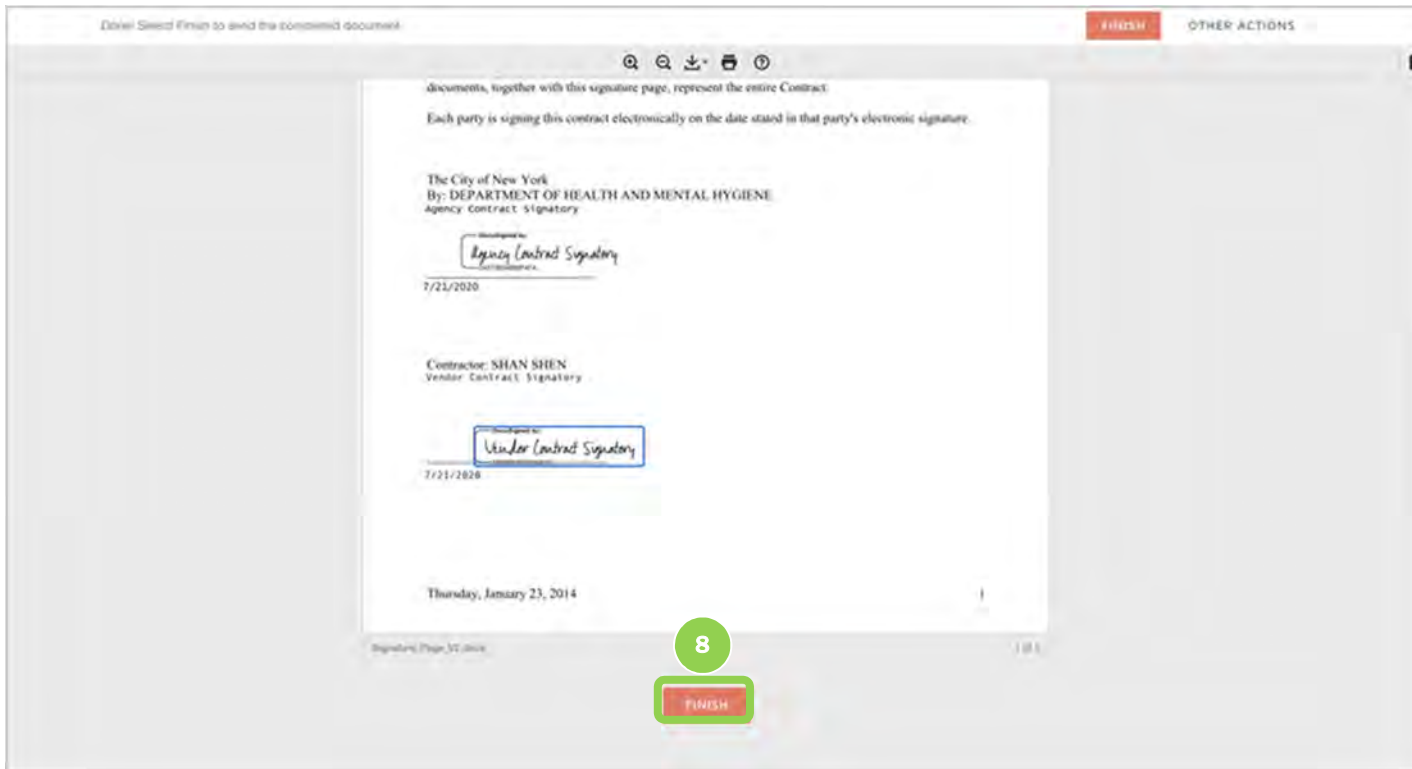 Done! Select Finish to send the completed document.
FINISH
OTHER ACTIONS
documents, together with this signature page, represent the entire Contract.
Each party is signing this contract electronically on the date stated in that party's electronic signature.
The City of New York
By: DEPARTMENT OF HEALTH AND MENTAL HYGIENE
Agency Contract Signatory
Agency Contract Signatory
7/21/2020
Contractor: SHAN SHEN
Vendor Contract Signatory
Vendor Contract Signatory
7/21/2020
Thursday, January 23, 2014
1
8
1 of 1
FINISH